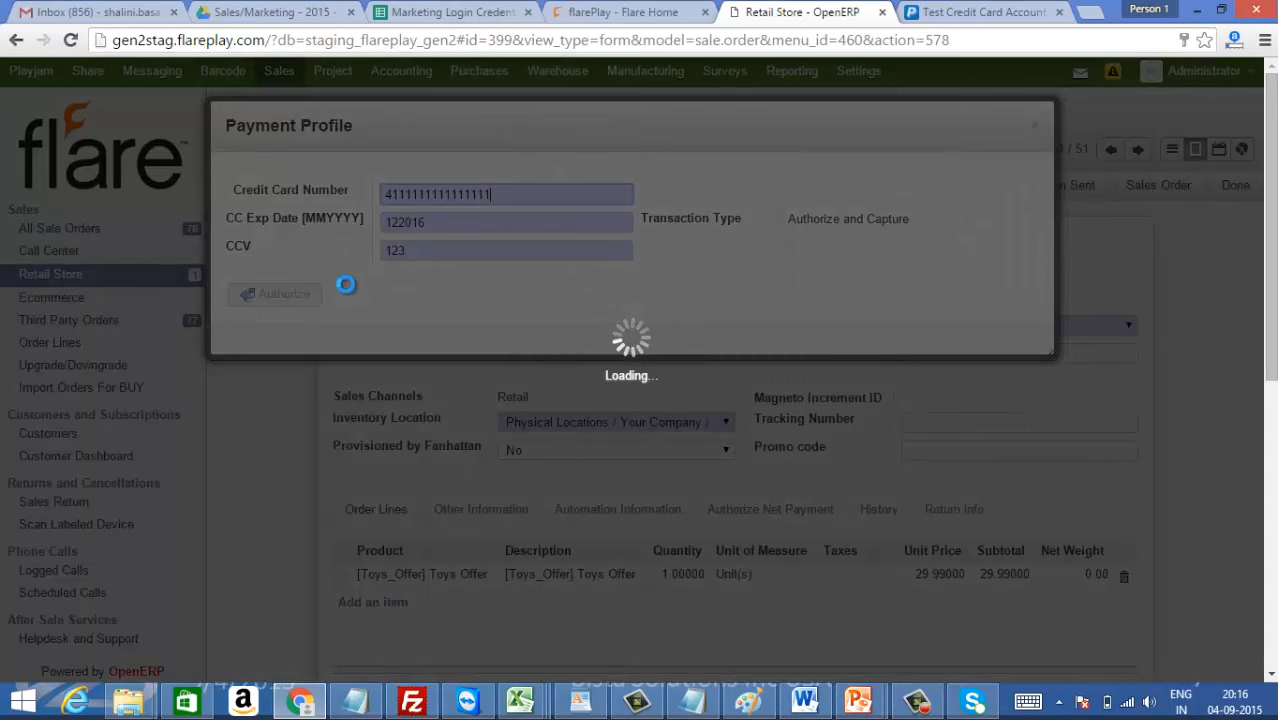 Inbox (856) - shalini.basa
Sales/Marketing - 2015 -
Marketing Login Credent
flarePlay - Flare Home
Retail Store - OpenERP
Test Credit Card Account
Person 1
gen2stag.flareplay.com/?db=staging_flareplay_gen2#id=399&view_type=form&model=sale.order&menu_id=460&action=578
Playjam Share Messaging Barcode Sales Project Accounting Purchases Warehouse Manufacturing Surveys Reporting Settings Administrator
flare
Payment Profile
/ 51
Sent Sales Order Done
Credit Card Number 4111111111111111
CC Exp Date [MMYYYY] 122016 Transaction Type Authorize and Capture
CCV 123
Authorize
Loading...
Sales
All Sale Orders
Call Center
Retail Store 1
Ecommerce
Third Party Orders
Order Lines
Upgrade/Downgrade
Import Orders For BUY
Customers and Subscriptions
Customers
Customer Dashboard
Returns and Cancellations
Sales Return
Scan Labeled Device
Phone Calls
Logged Calls
Scheduled Calls
After-Sale Services
Helpdesk and Support
Powered by OpenERP
Sales Channels Retail Magneto Increment ID
Inventory Location Physical Locations / Your Company / Tracking Number
Provisioned by Fanhattan No Promo code
Order Lines Other Information Automation Information Authorize Net Payment History Return Info
Product Description Quantity Unit of Measure Taxes Unit Price Subtotal Net Weight
[Toys_Offer] Toys Offer [Toys_Offer] Toys Offer 1.00000 Unit(s) 29.99000 29.99000 0.00
Add an item
ENG 20:16
IN 04-09-2015